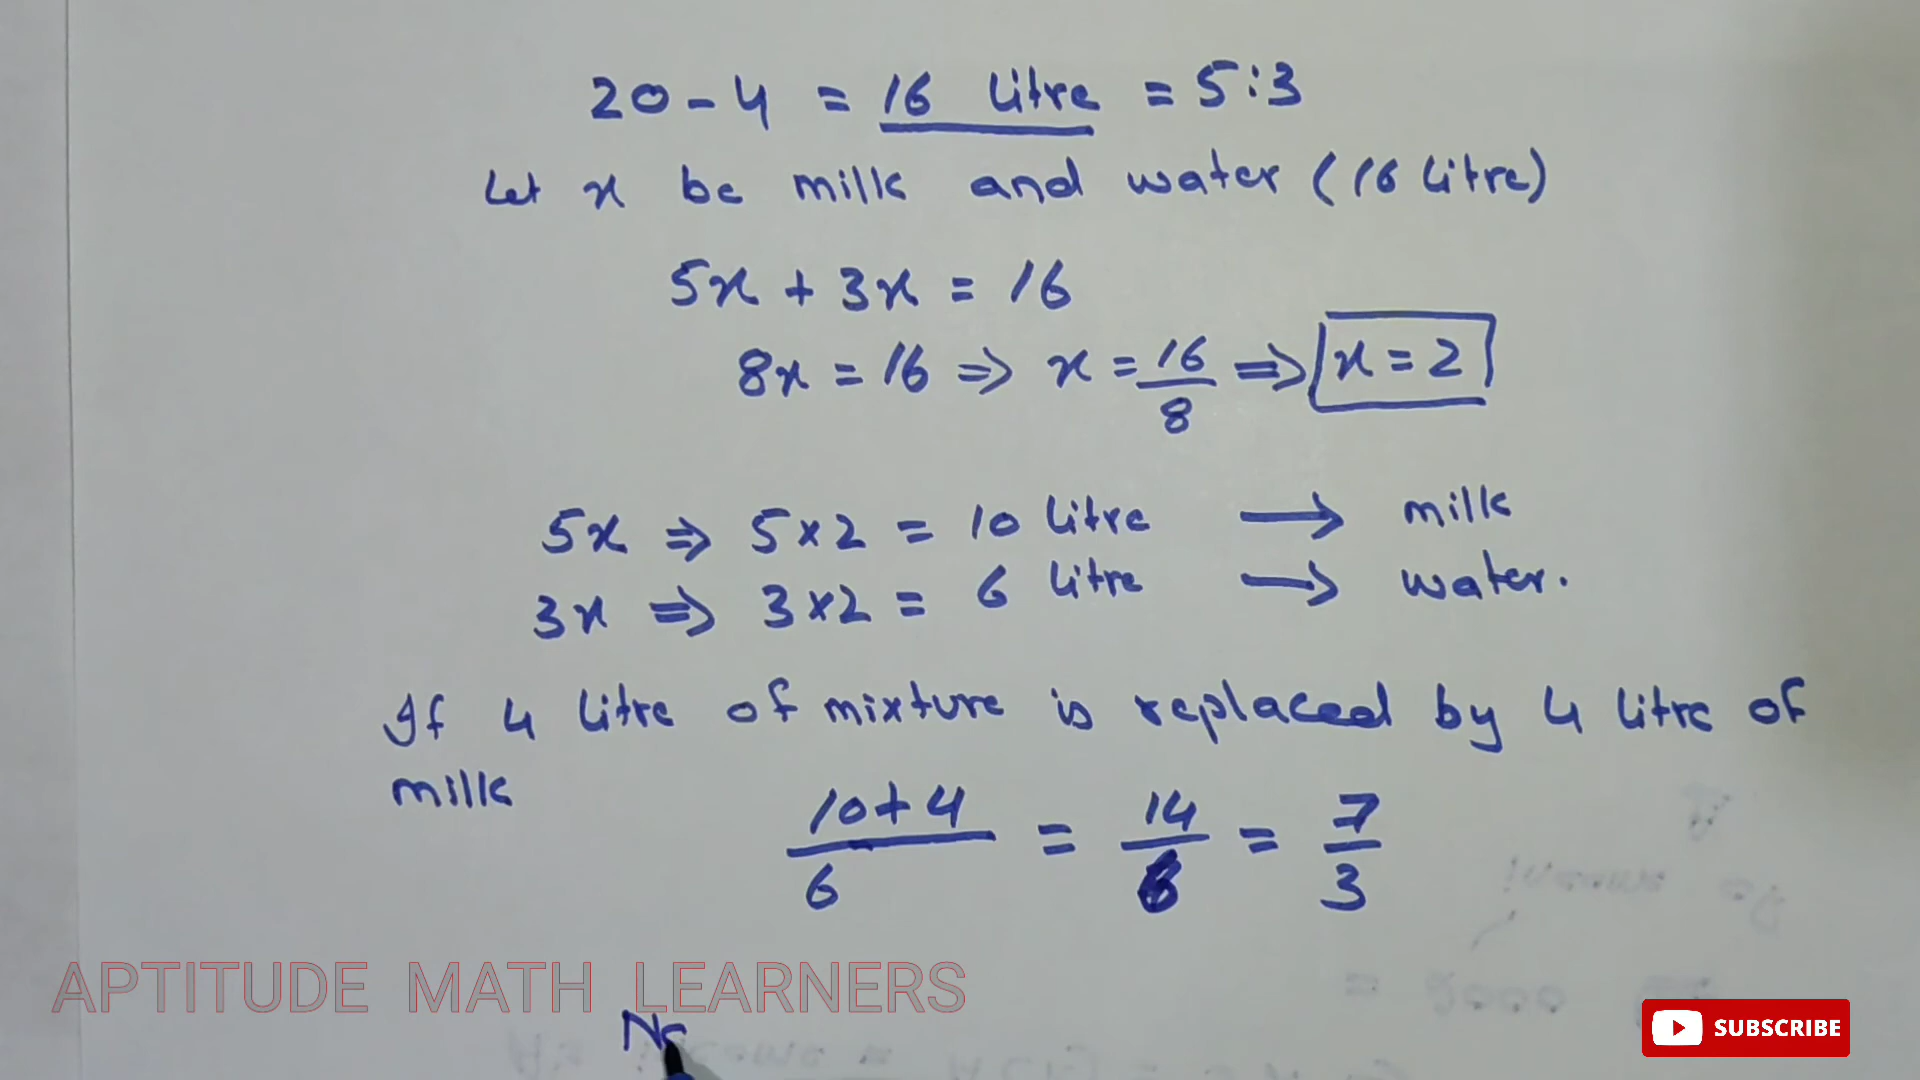 20 - 4 = 16 litre = 5:3
Let x be milk and water (16 litre)
5x + 3x = 16
8x = 16 ⇒ x = 16/8 ⇒ x = 2
5x ⇒ 5×2 = 10 litre → milk
3x ⇒ 3×2 = 6 litre → water.
If 4 litre of mixture is replaced by 4 litre of
milk
10+4/6 = 14/6 = 7/3
APTITUDE MATH LEARNERS
SUBSCRIBE